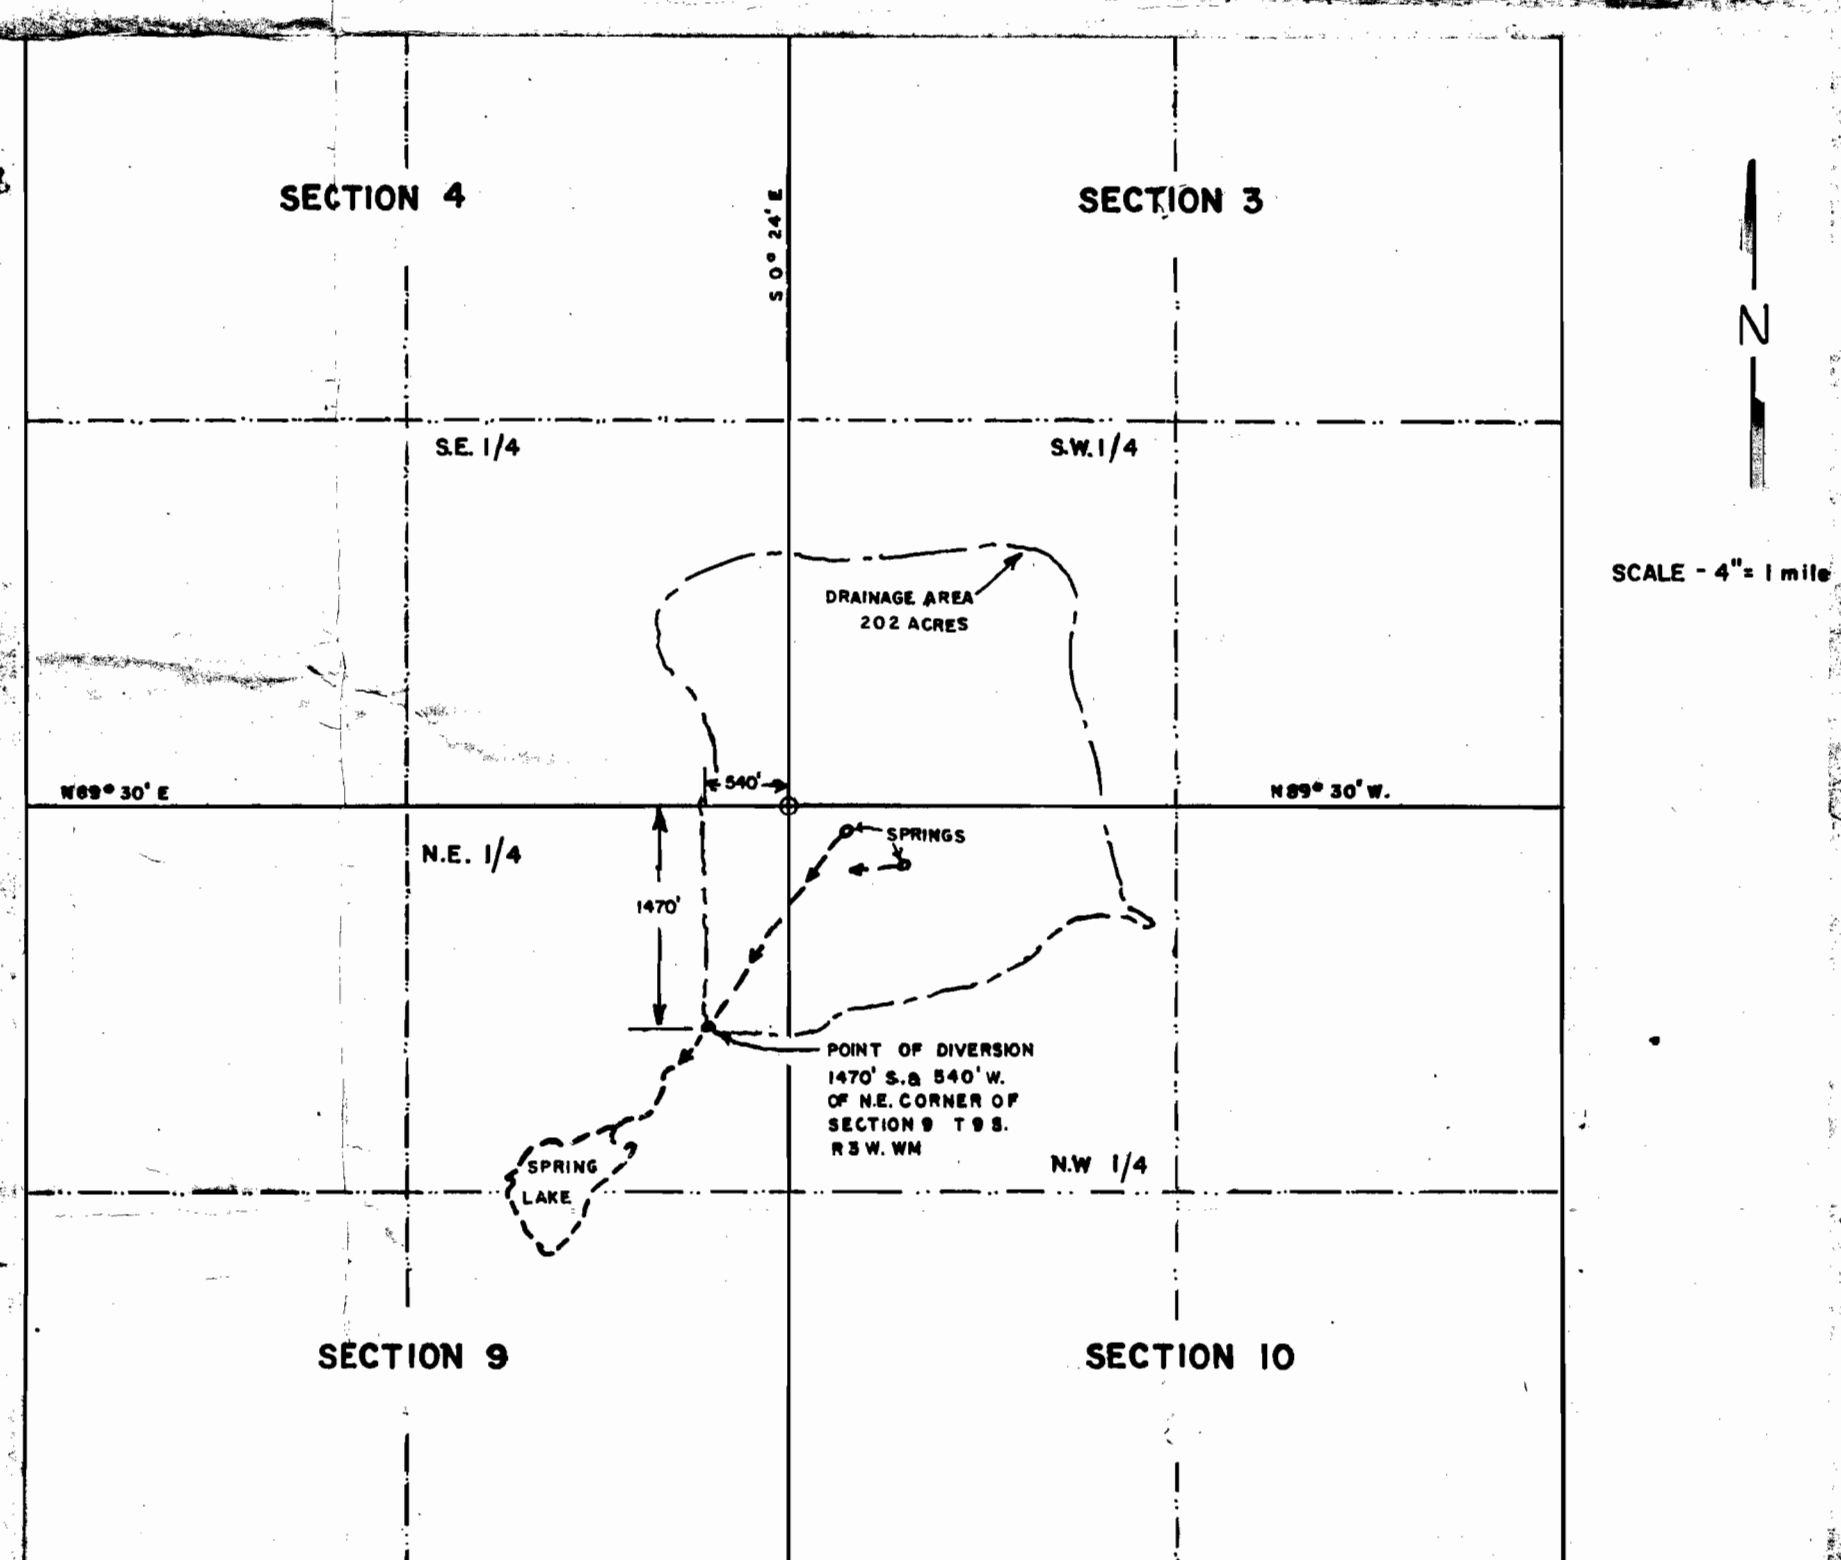 SECTION 4
SECTION 3
S 0° 24' E
N
S.E. 1/4
S.W. 1/4
SCALE - 4" = 1 mile
DRAINAGE AREA
202 ACRES
540'
N 89° 30' E
N 89° 30' W.
SPRINGS
N.E. 1/4
1470'
POINT OF DIVERSION
1470' S. & 540' W.
OF N.E. CORNER OF
SECTION 9 T 9 S.
R 3 W. WM
N.W 1/4
SPRING
LAKE
SECTION 9
SECTION 10